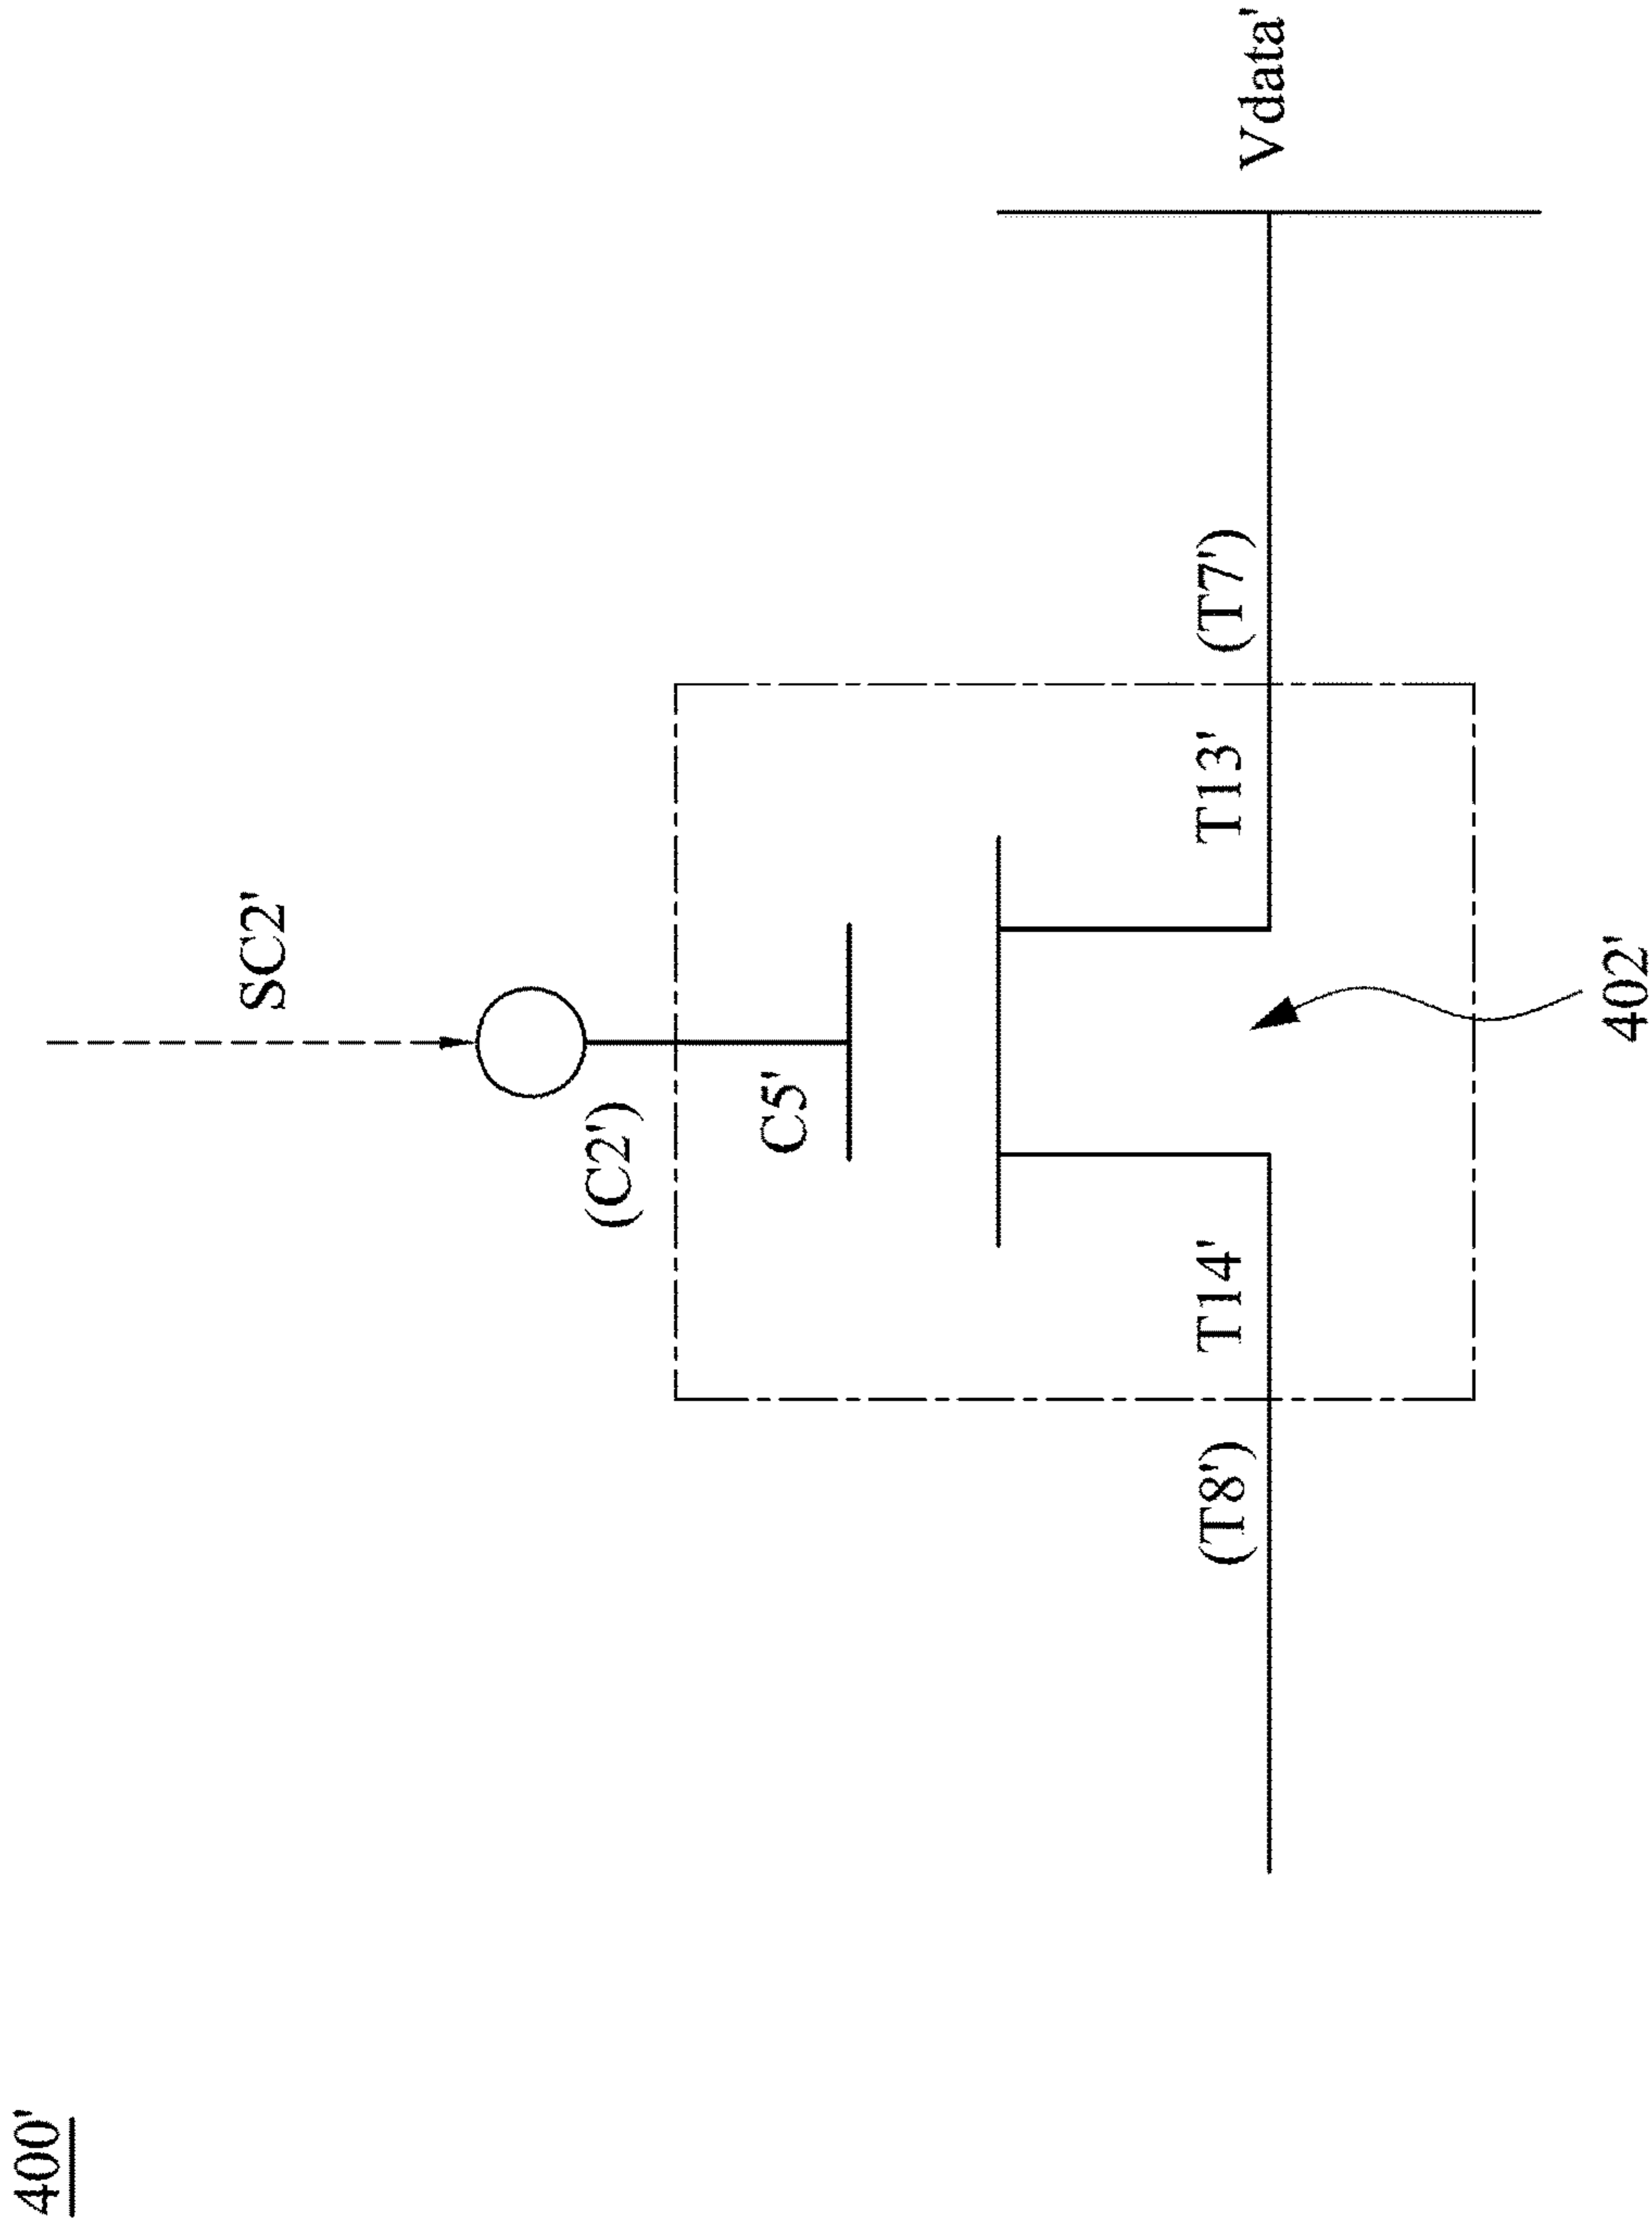 400'
SC2'
(C2')
C5'
(T8')
T14'
T13'
(T7')
Vdata'
402'